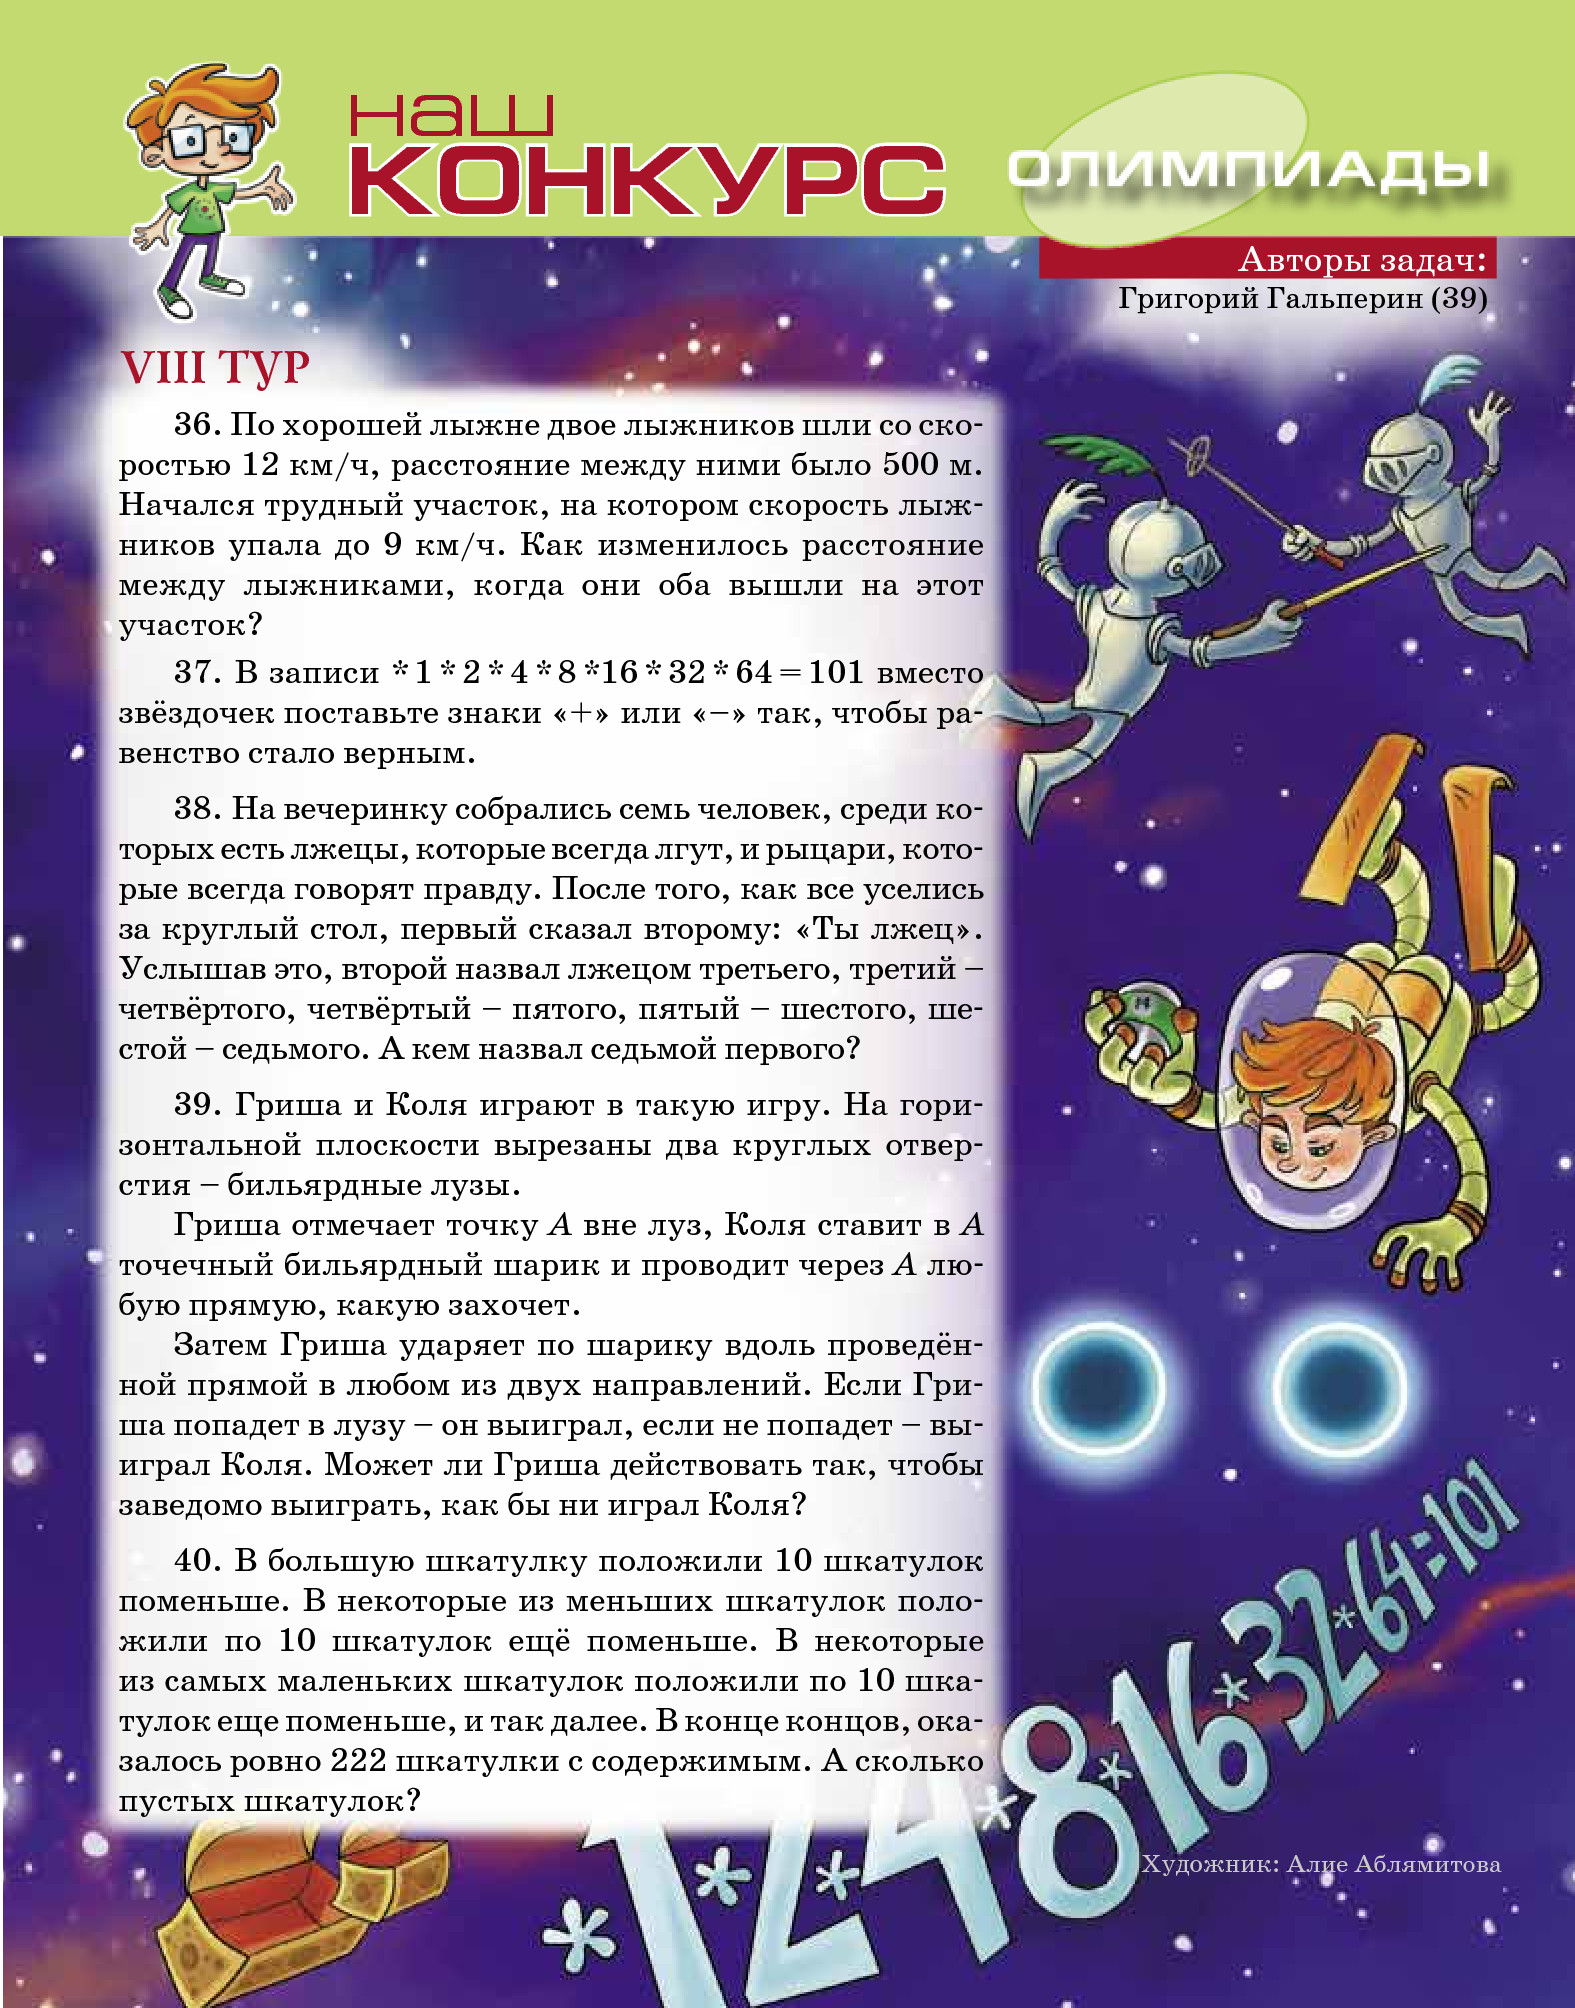 наш
КОНКУРС
ОЛИМПИАДЫ
Авторы задач:
Григорий Гальперин (39)
VIII ТУР
36. По хорошей лыжне двое лыжников шли со ско-
ростью 12 км/ч, расстояние между ними было 500 м.
Начался трудный участок, на котором скорость лыж-
ников упала до 9 км/ч. Как изменилось расстояние
между лыжниками, когда они оба вышли на этот
участок?
37. В записи *1*2*4*8*16*32*64=101 вместо
звёздочек поставьте знаки «+» или «−» так, чтобы ра-
венство стало верным.
38. На вечеринку собрались семь человек, среди ко-
торых есть лжецы, которые всегда лгут, и рыцари, кото-
рые всегда говорят правду. После того, как все уселись
за круглый стол, первый сказал второму: «Ты лжец».
Услышав это, второй назвал лжецом третьего, третий –
четвёртого, четвёртый – пятого, пятый – шестого, ше-
стой – седьмого. А кем назвал седьмой первого?
39. Гриша и Коля играют в такую игру. На гори-
зонтальной плоскости вырезаны два круглых отвер-
стия – бильярдные лузы.
Гриша отмечает точку A вне луз, Коля ставит в A
точечный бильярдный шарик и проводит через A лю-
бую прямую, какую захочет.
Затем Гриша ударяет по шарику вдоль проведён-
ной прямой в любом из двух направлений. Если Гри-
ша попадет в лузу – он выиграл, если не попадет – вы-
играл Коля. Может ли Гриша действовать так, чтобы
заведомо выиграть, как бы ни играл Коля?
40. В большую шкатулку положили 10 шкатулок
поменьше. В некоторые из меньших шкатулок поло-
жили по 10 шкатулок ещё поменьше. В некоторые
из самых маленьких шкатулок положили по 10 шка-
тулок еще поменьше, и так далее. В конце концов, ока-
залось ровно 222 шкатулки с содержимым. А сколько
пустых шкатулок?
*1*2*4*8*16*32*64=101
Художник: Алие Аблямитова